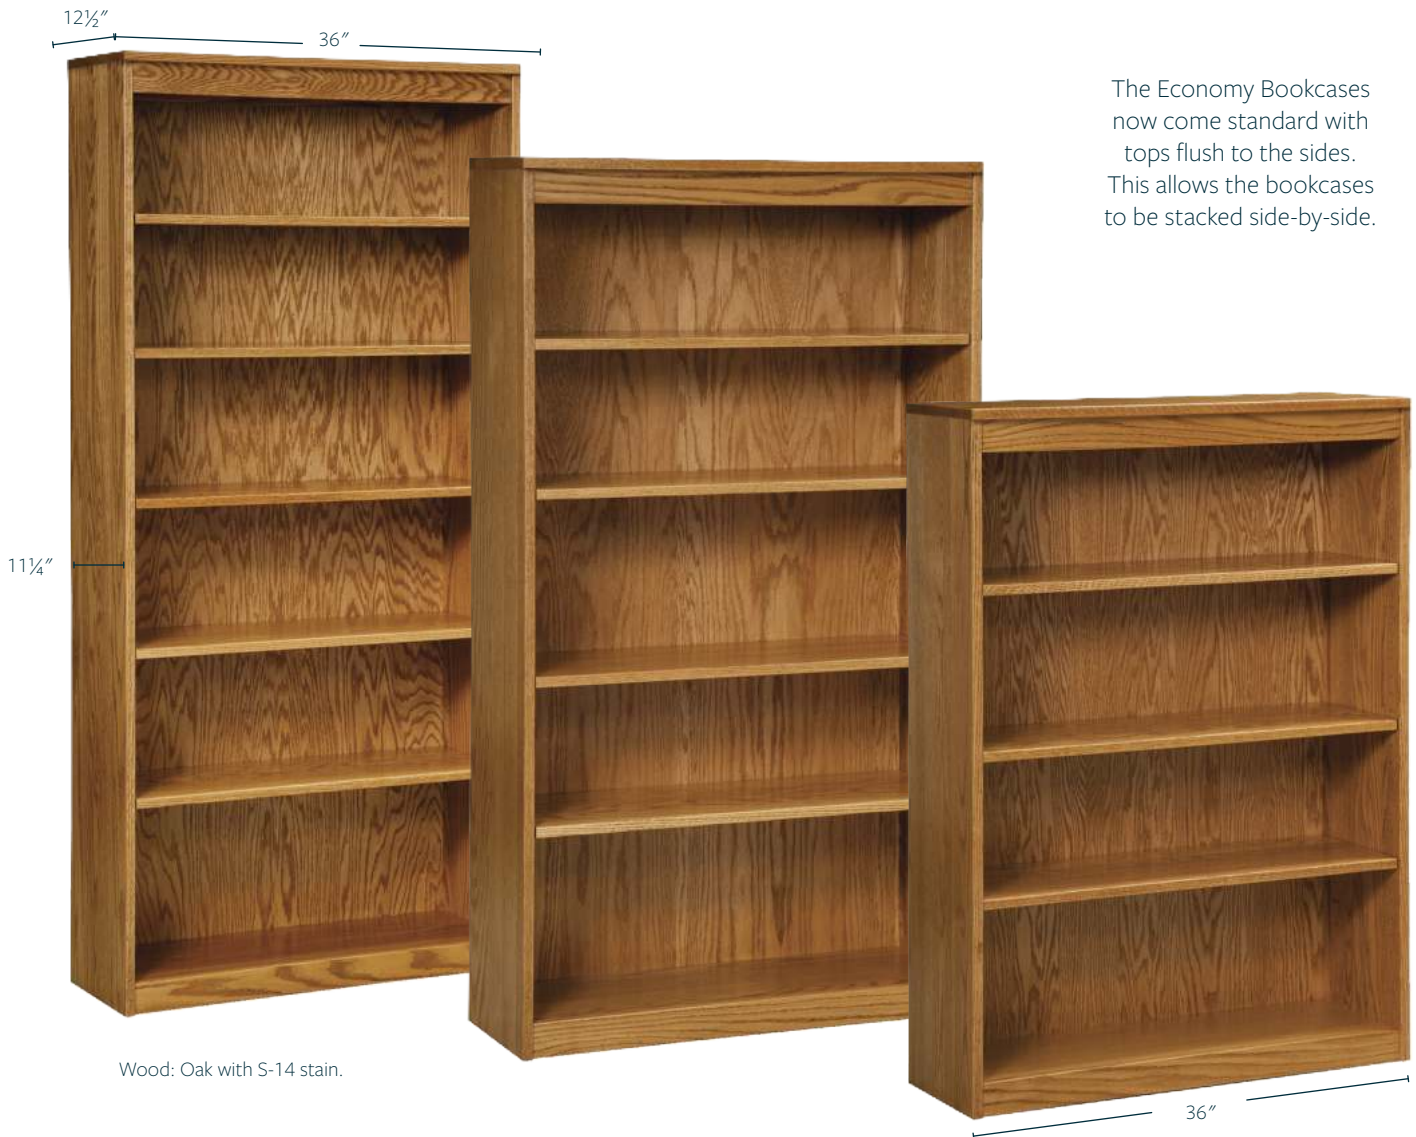 12½″
36″
The Economy Bookcases
now come standard with
tops flush to the sides.
This allows the bookcases
to be stacked side-by-side.
11¼″
Wood: Oak with S-14 stain.
36″